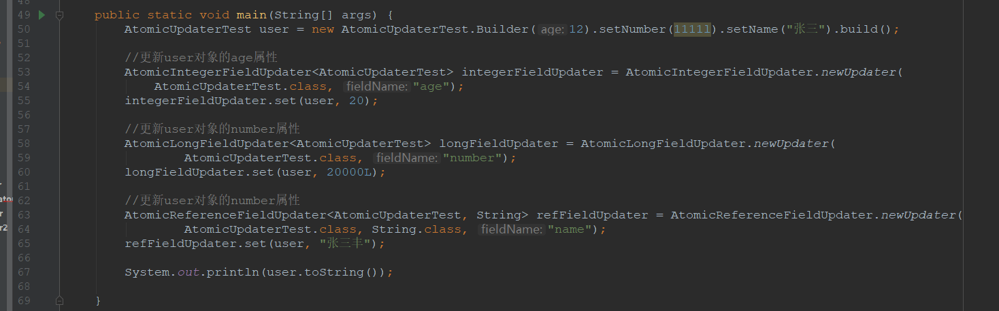 48
49 public static void main(String[] args) {
50 AtomicUpdaterTest user = new AtomicUpdaterTest.Builder( age: 12).setNumber(11111l).setName("张三").build();
51
52 //更新user对象的age属性
53 AtomicIntegerFieldUpdater<AtomicUpdaterTest> integerFieldUpdater = AtomicIntegerFieldUpdater.newUpdater(
54 AtomicUpdaterTest.class, fieldName: "age");
55 integerFieldUpdater.set(user, 20);
56
57 //更新user对象的number属性
58 AtomicLongFieldUpdater<AtomicUpdaterTest> longFieldUpdater = AtomicLongFieldUpdater.newUpdater(
59 AtomicUpdaterTest.class, fieldName: "number");
60 longFieldUpdater.set(user, 20000L);
61
62 //更新user对象的number属性
63 AtomicReferenceFieldUpdater<AtomicUpdaterTest, String> refFieldUpdater = AtomicReferenceFieldUpdater.newUpdater(
64 AtomicUpdaterTest.class, String.class, fieldName: "name");
65 refFieldUpdater.set(user, "张三丰");
66
67 System.out.println(user.toString());
68
69 }